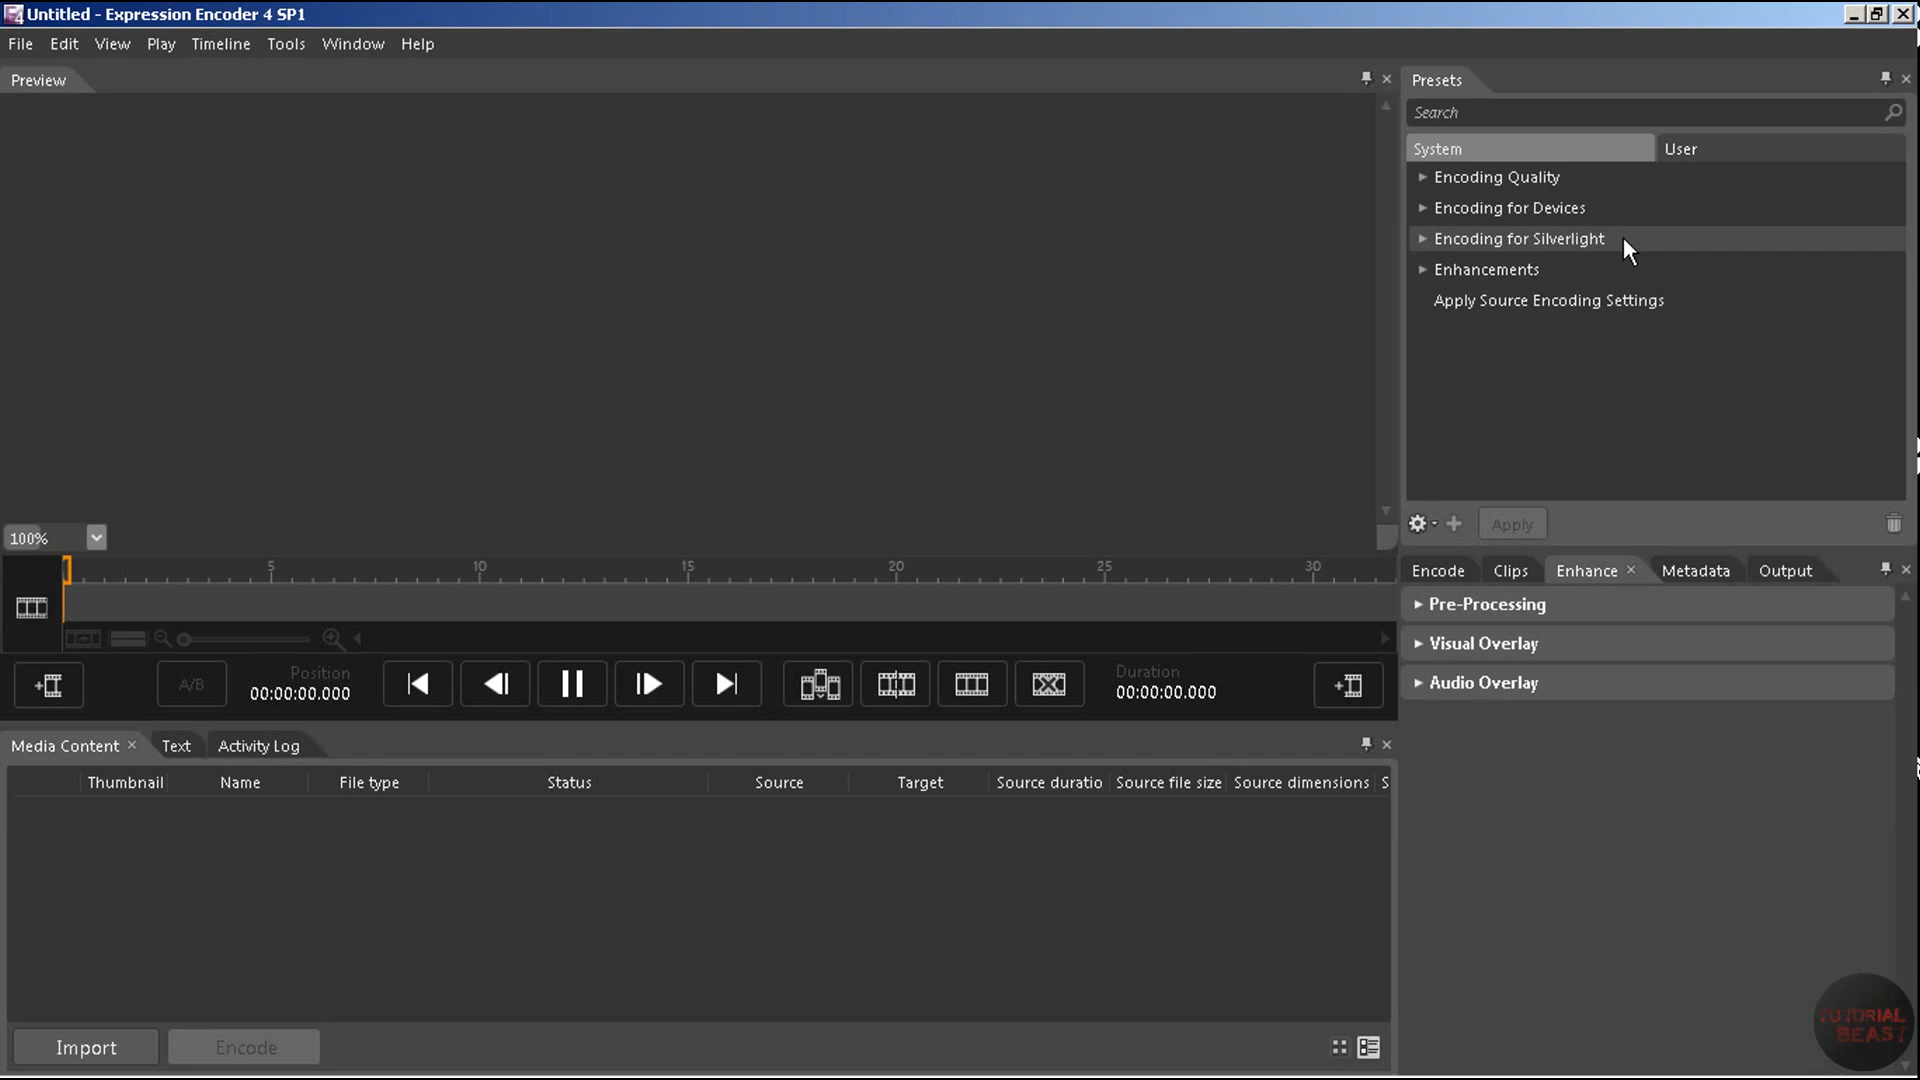 Untitled - Expression Encoder 4 SP1
File Edit View Play Timeline Tools Window Help
Preview
Presets
Search
System User
Encoding Quality
Encoding for Devices
Encoding for Silverlight
Enhancements
Apply Source Encoding Settings
Apply
100%
5 10 15 20 25 30
A/B
Position
00:00:00.000
Duration
00:00:00.000
Encode Clips Enhance Metadata Output
Pre-Processing
Visual Overlay
Audio Overlay
Media Content Text Activity Log
Thumbnail Name File type Status Source Target Source duratio Source file size Source dimensions S
Import Encode
TUTORIAL
BEAST